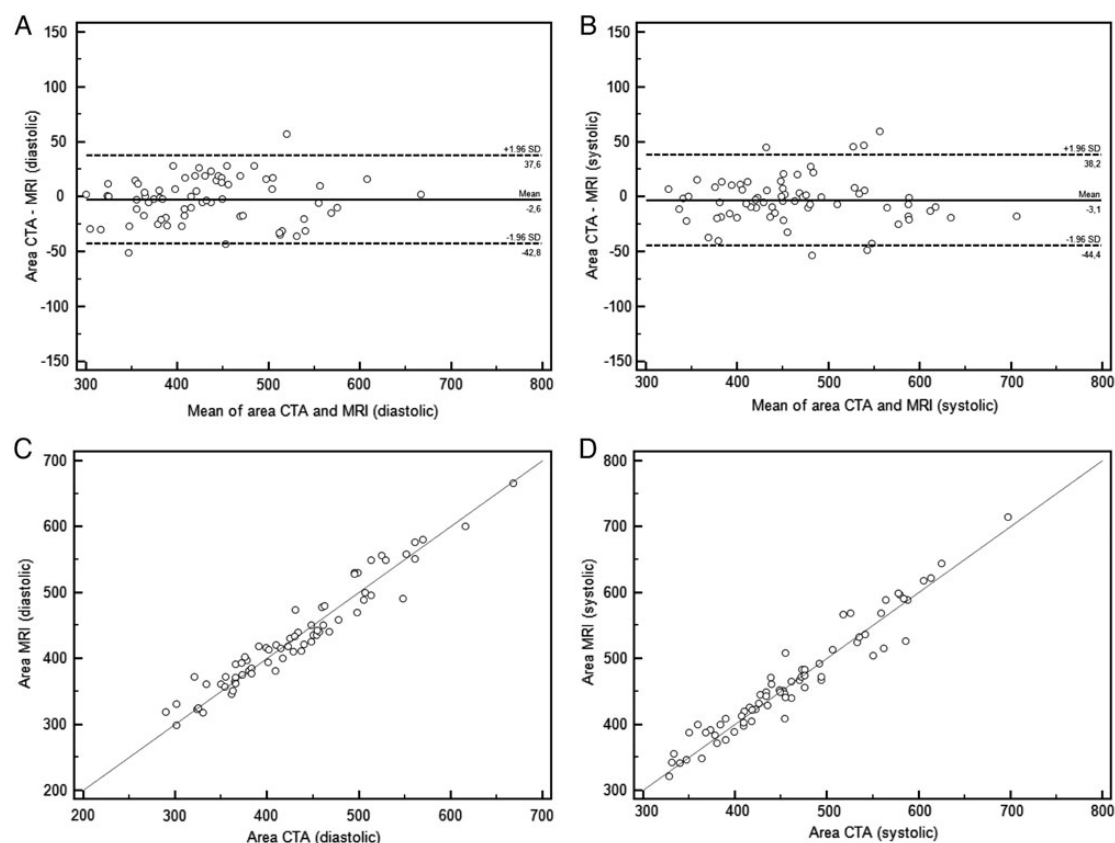 A
150
100
50
0
-50
-100
-150
Area CTA - MRI (diastolic)
+1.96 SD
37,6
Mean
-2,6
-1.96 SD
-42,8
300 400 500 600 700 800
Mean of area CTA and MRI (diastolic)
B
150
100
50
0
-50
-100
-150
Area CTA - MRI (systolic)
+1.96 SD
38,2
Mean
-3,1
-1.96 SD
-44,4
300 400 500 600 700 800
Mean of area CTA and MRI (systolic)
C
700
600
500
400
300
200
Area MRI (diastolic)
200 300 400 500 600 700
Area CTA (diastolic)
D
800
700
600
500
400
300
Area MRI (systolic)
300 400 500 600 700 800
Area CTA (systolic)